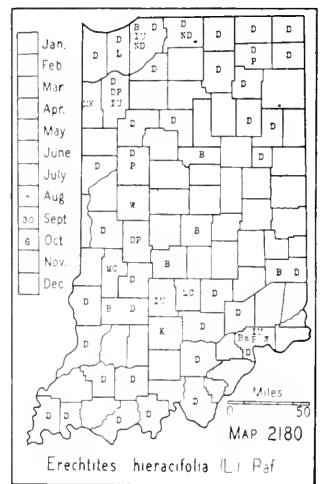 Jan.
Feb
Mar
Apr.
May
June
July
Aug
30 Sept
6 Oct
Nov.
Dec
B D D D D
D D IU ND D
L ND D
D D
D DP P
IU
D D D D
D B D
D P
W
D DP B
MC D B B D
D IU MC D
B D D
D K D
D D
D D D D
D D D D
Miles
0 50
MAP 2180
Erechtites hieracifolia (L.) Raf